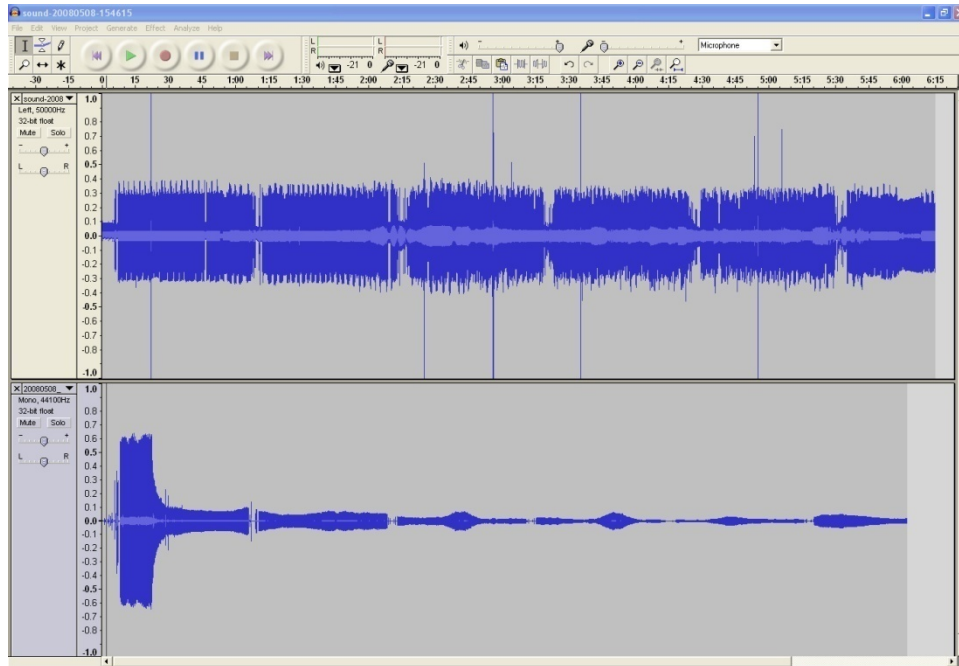 sound-20080508-154615
File Edit View Project Generate Effect Analyze Help
L
R
L
R
-21 0
-21 0
Microphone
-30 -15 0 15 30 45 1:00 1:15 1:30 1:45 2:00 2:15 2:30 2:45 3:00 3:15 3:30 3:45 4:00 4:15 4:30 4:45 5:00 5:15 5:30 5:45 6:00 6:15
sound-2008
Left, 50000Hz
32-bit float
Mute Solo
- +
L R
1.0
0.8
0.7
0.6
0.5
0.4
0.3
0.2
0.1
0.0
-0.1
-0.2
-0.3
-0.4
-0.5
-0.6
-0.7
-0.8
-1.0
20080508_
Mono, 44100Hz
32-bit float
Mute Solo
- +
L R
1.0
0.8
0.7
0.6
0.5
0.4
0.3
0.2
0.1
0.0
-0.1
-0.2
-0.3
-0.4
-0.5
-0.6
-0.7
-0.8
-1.0